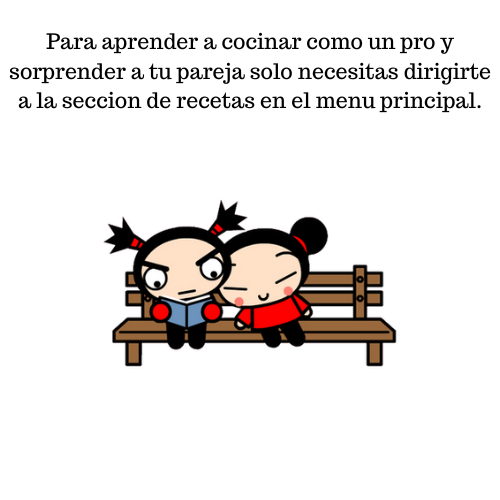 Para aprender a cocinar como un pro y
sorprender a tu pareja solo necesitas dirigirte
a la seccion de recetas en el menu principal.